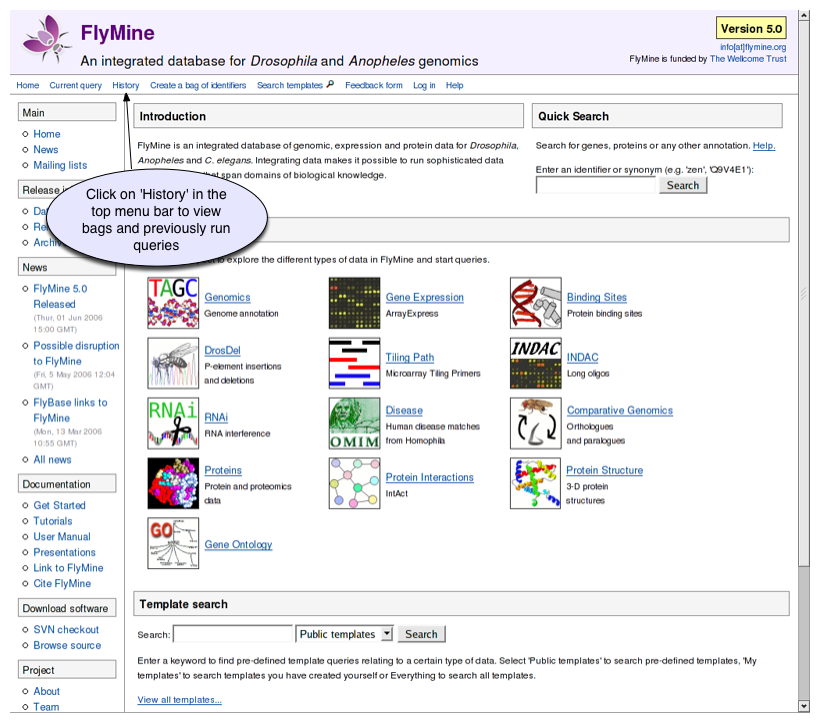 FlyMine
An integrated database for Drosophila and Anopheles genomics
Version 5.0
info[at]flymine.org
FlyMine is funded by The Wellcome Trust
Home Current query History Create a bag of identifiers Search templates Feedback form Log in Help
Main
Home
News
Mailing lists
Release i
Da
Re
Archi
News
FlyMine 5.0
Released
(Thur, 01 Jun 2006
15:00 GMT)
Possible disruption
to FlyMine
(Fri, 5 May 2006 12:04
GMT)
FlyBase links to
FlyMine
(Mon, 13 Mar 2006
10:55 GMT)
All news
Documentation
Get Started
Tutorials
User Manual
Presentations
Link to FlyMine
Cite FlyMine
Download software
SVN checkout
Browse source
Project
About
Team
Click on 'History' in the
top menu bar to view
bags and previously run
queries
Introduction
FlyMine is an integrated database of genomic, expression and protein data for Drosophila,
Anopheles and C. elegans. Integrating data makes it possible to run sophisticated data
that span domains of biological knowledge.
Quick Search
Search for genes, proteins or any other annotation. Help.
Enter an identifier or synonym (e.g. 'zen', 'Q9V4E1'):
Search
to explore the different types of data in FlyMine and start queries.
TAGC
Genomics
Genome annotation
Gene Expression
ArrayExpress
Binding Sites
Protein binding sites
DrosDel
P-element insertions
and deletions
Tiling Path
Microarray Tiling Primers
INDAC
INDAC
Long oligos
RNAi
RNAi
RNA interference
OMIM
Disease
Human disease matches
from Homophila
Comparative Genomics
Orthologues
and paralogues
Proteins
Protein and proteomics
data
Protein Interactions
IntAct
Protein Structure
3-D protein
structures
GO
Gene Ontology
Template search
Search: Public templates Search
Enter a keyword to find pre-defined template queries relating to a certain type of data. Select 'Public templates' to search pre-defined templates, 'My
templates' to search templates you have created yourself or Everything to search all templates.
View all templates...